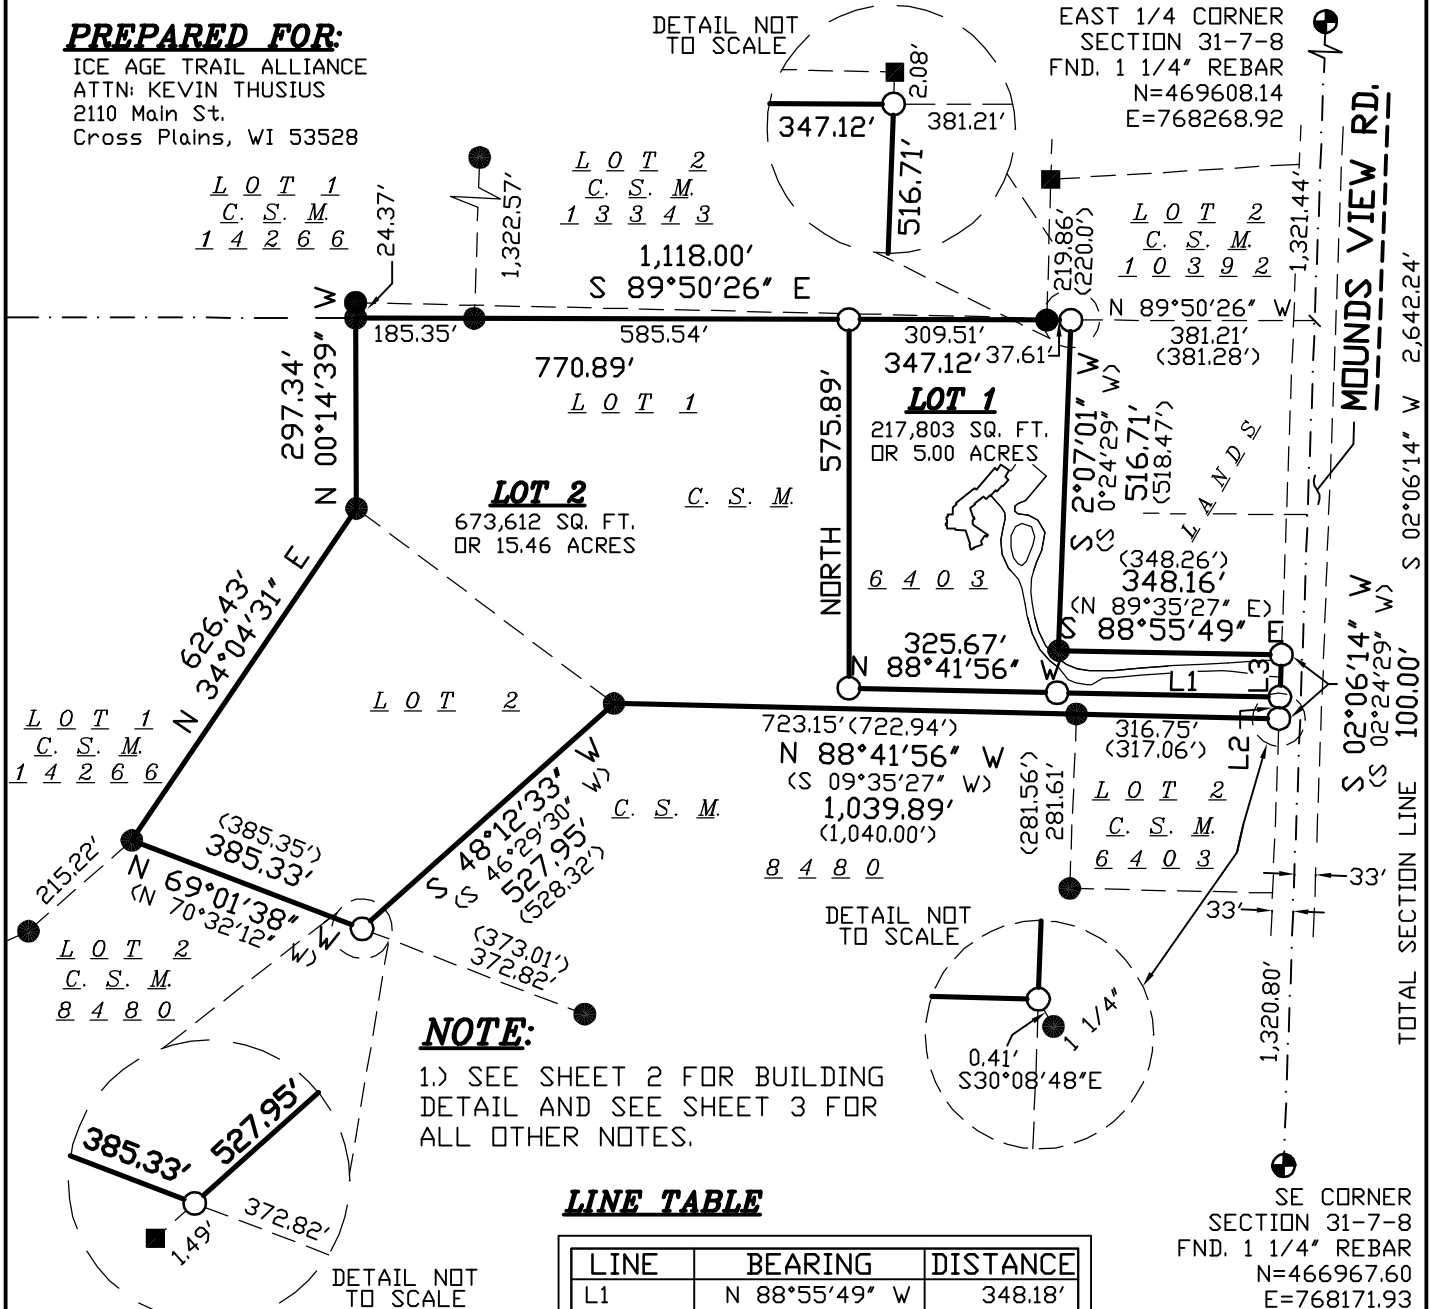 PREPARED FOR:
ICE AGE TRAIL ALLIANCE
ATTN: KEVIN THUSIUS
2110 Main St.
Cross Plains, WI 53528
DETAIL NOT
TO SCALE
2.08'
347.12'
381.21'
516.71'
EAST 1/4 CORNER
SECTION 31-7-8
FND. 1 1/4" REBAR
N=469608.14
E=768268.92
MOUNDS VIEW RD.
LOT 1
C. S. M.
14266
24.37'
1,322.57'
LOT 2
C. S. M.
13343
1,118.00'
S 89°50'26" E
219.86'
(220.0')
LOT 2
C. S. M.
10392
1,321.44'
N 89°50'26" W
381.21'
(381.28')
185.35'
585.54'
309.51'
37.61'
770.89'
347.12'
LOT 1
297.34'
N 00°14'39" W
LOT 1
217,803 SQ. FT.
OR 5.00 ACRES
575.89'
NORTH
S 2°07'01" W
(S 0°24'29" W)
516.71'
(518.47')
LANDS
S 02°06'14" W 2,642.24'
TOTAL SECTION LINE
LOT 2
673,612 SQ. FT.
OR 15.46 ACRES
C. S. M.
6403
(348.26')
348.16'
(N 89°35'27" E)
S 88°55'49" E
626.43'
N 34°04'31" E
325.67'
N 88°41'56" W
L1
L3
L2
S 02°06'14" W
(S 02°24'29" W)
100.00'
LOT 2
LOT 1
C. S. M.
14266
723.15' (722.94')
N 88°41'56" W
(S 09°35'27" W)
1,039.89'
(1,040.00')
316.75'
(317.06')
(281.56')
281.61'
LOT 2
C. S. M.
6403
C. S. M.
8480
S 48°12'33" W
(S 46°29'30" W)
527.95'
(528.32')
(385.35')
385.33'
N 69°01'38" W
(N 70°32'12" W)
215.22'
33'
33'
LOT 2
C. S. M.
8480
(373.01')
372.82'
DETAIL NOT
TO SCALE
0.41'
S30°08'48"E
1 1/4"
1,320.80'
NOTE:
1.) SEE SHEET 2 FOR BUILDING
DETAIL AND SEE SHEET 3 FOR
ALL OTHER NOTES.
385.33'
527.95'
372.82'
1.49'
DETAIL NOT
TO SCALE
SE CORNER
SECTION 31-7-8
FND. 1 1/4" REBAR
N=466967.60
E=768171.93
LINE TABLE
LINE BEARING DISTANCE
L1 N 88°55'49" W 348.18'